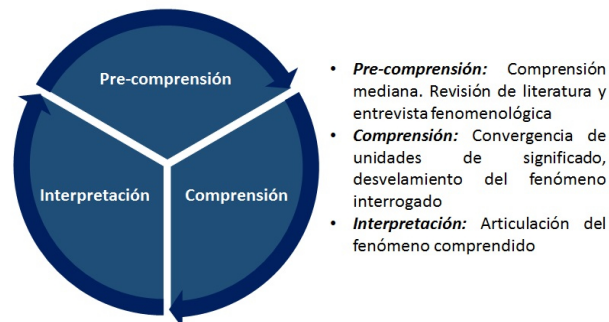 Pre-comprensión
Interpretación
Comprensión
• Pre-comprensión: Comprensión
mediana. Revisión de literatura y
entrevista fenomenológica
• Comprensión: Convergencia de
unidades de significado,
desvelamiento del fenómeno
interrogado
• Interpretación: Articulación del
fenómeno comprendido